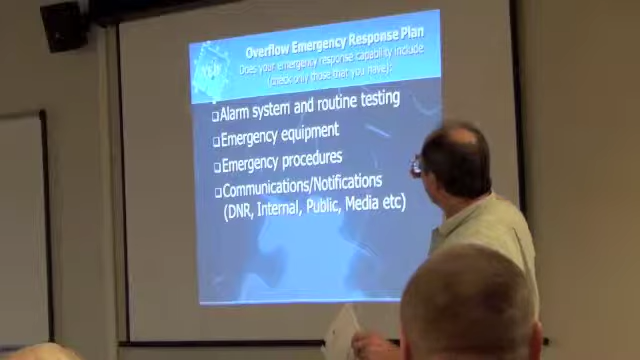 Overflow Emergency Response Plan
Does your emergency response capability include
(check only those that you have):
❑Alarm system and routine testing
❑Emergency equipment
❑Emergency procedures
❑Communications/Notifications
(DNR, Internal, Public, Media etc)